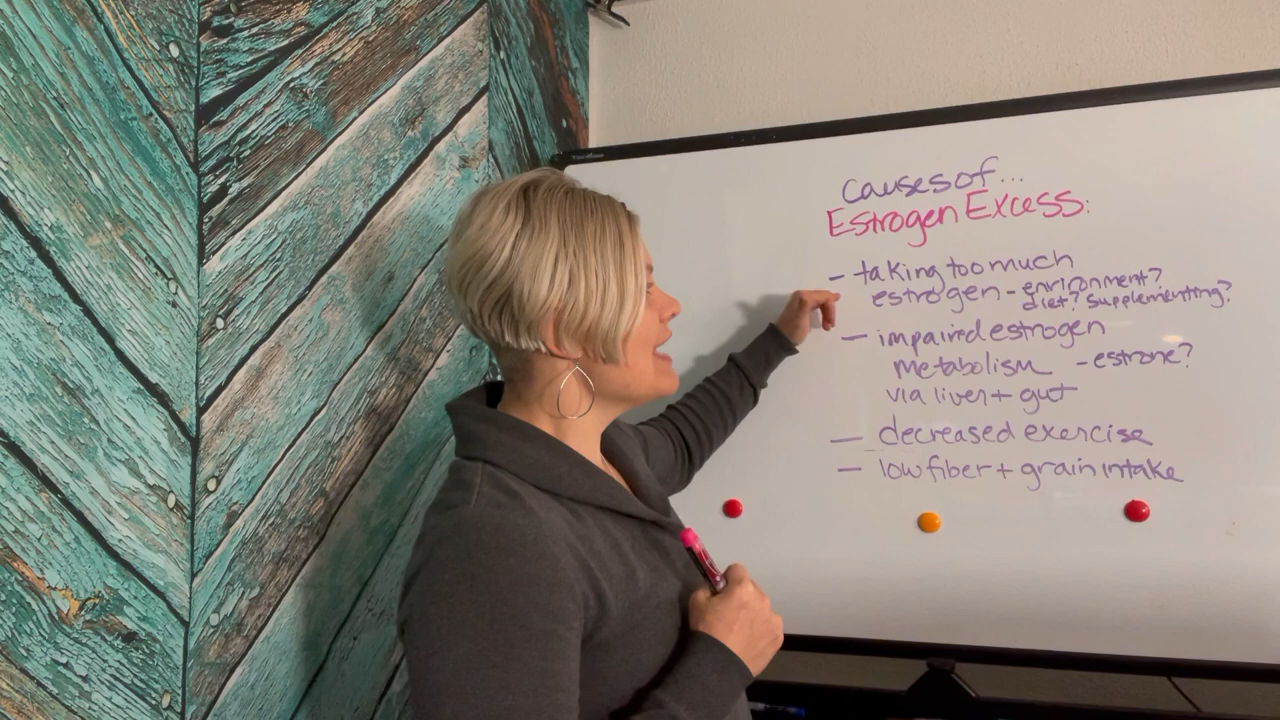 causes of...
Estrogen Excess:
- taking too much
estrogen - environment?
diet? supplementing?
- impaired estrogen
metabolism - estrone?
via liver + gut
- decreased exercise
- low fiber + grain intake